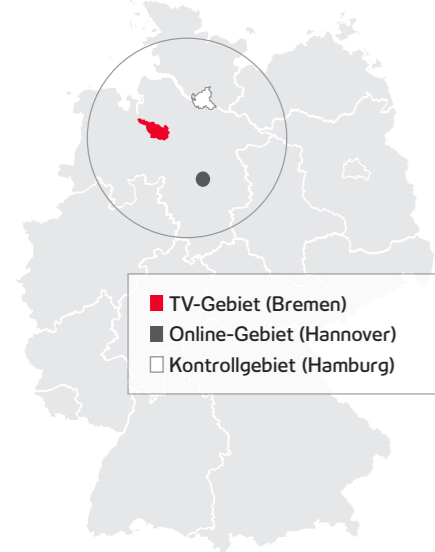 TV-Gebiet (Bremen)
Online-Gebiet (Hannover)
Kontrollgebiet (Hamburg)